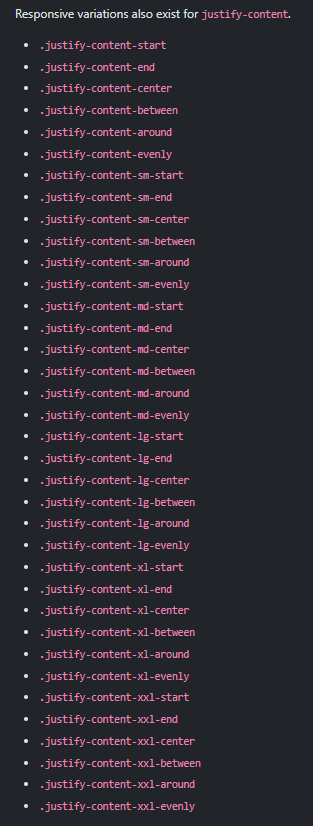 Responsive variations also exist for justify-content.
.justify-content-start
.justify-content-end
.justify-content-center
.justify-content-between
.justify-content-around
.justify-content-evenly
.justify-content-sm-start
.justify-content-sm-end
.justify-content-sm-center
.justify-content-sm-between
.justify-content-sm-around
.justify-content-sm-evenly
.justify-content-md-start
.justify-content-md-end
.justify-content-md-center
.justify-content-md-between
.justify-content-md-around
.justify-content-md-evenly
.justify-content-lg-start
.justify-content-lg-end
.justify-content-lg-center
.justify-content-lg-between
.justify-content-lg-around
.justify-content-lg-evenly
.justify-content-xl-start
.justify-content-xl-end
.justify-content-xl-center
.justify-content-xl-between
.justify-content-xl-around
.justify-content-xl-evenly
.justify-content-xxl-start
.justify-content-xxl-end
.justify-content-xxl-center
.justify-content-xxl-between
.justify-content-xxl-around
.justify-content-xxl-evenly